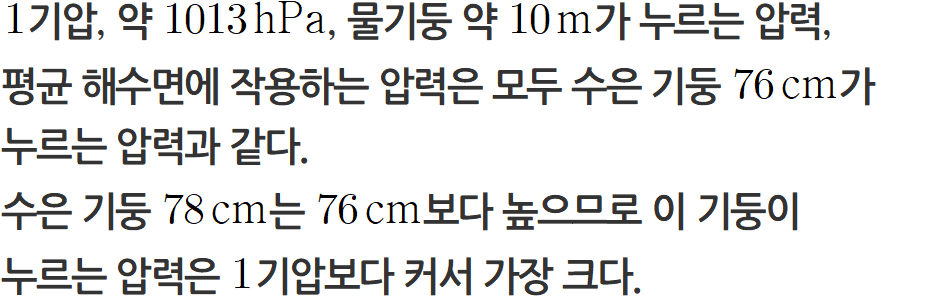 1기압, 약 1013 hPa, 물기둥 약 10 m가 누르는 압력,
평균 해수면에 작용하는 압력은 모두 수은 기둥 76 cm가
누르는 압력과 같다.
수은 기둥 78 cm는 76 cm보다 높으므로 이 기둥이
누르는 압력은 1기압보다 커서 가장 크다.